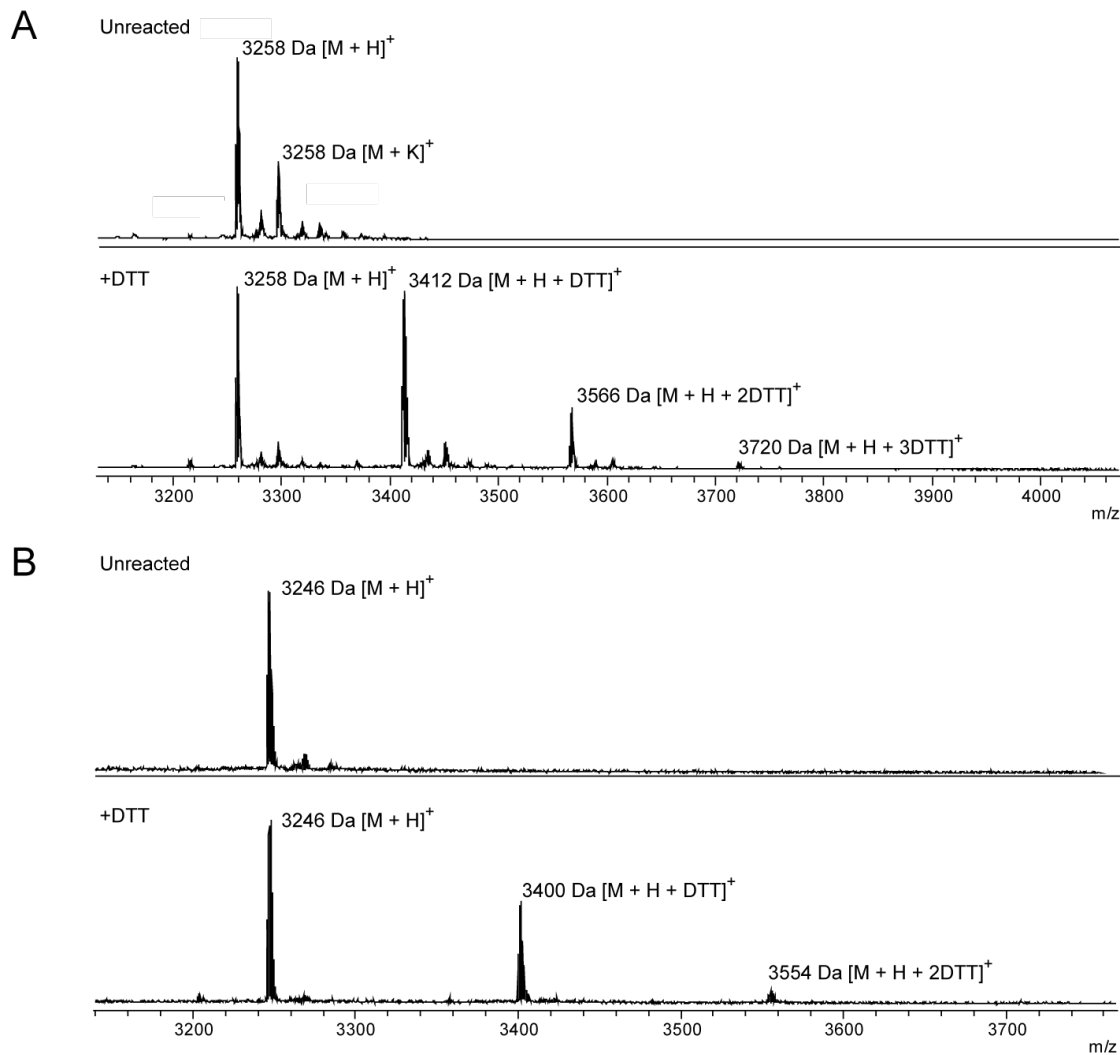 A
Unreacted
3258 Da [M + H]+
3258 Da [M + K]+
+DTT
3258 Da [M + H]+
3412 Da [M + H + DTT]+
3566 Da [M + H + 2DTT]+
3720 Da [M + H + 3DTT]+
3200 3300 3400 3500 3600 3700 3800 3900 4000
m/z
B
Unreacted
3246 Da [M + H]+
+DTT
3246 Da [M + H]+
3400 Da [M + H + DTT]+
3554 Da [M + H + 2DTT]+
3200 3300 3400 3500 3600 3700
m/z